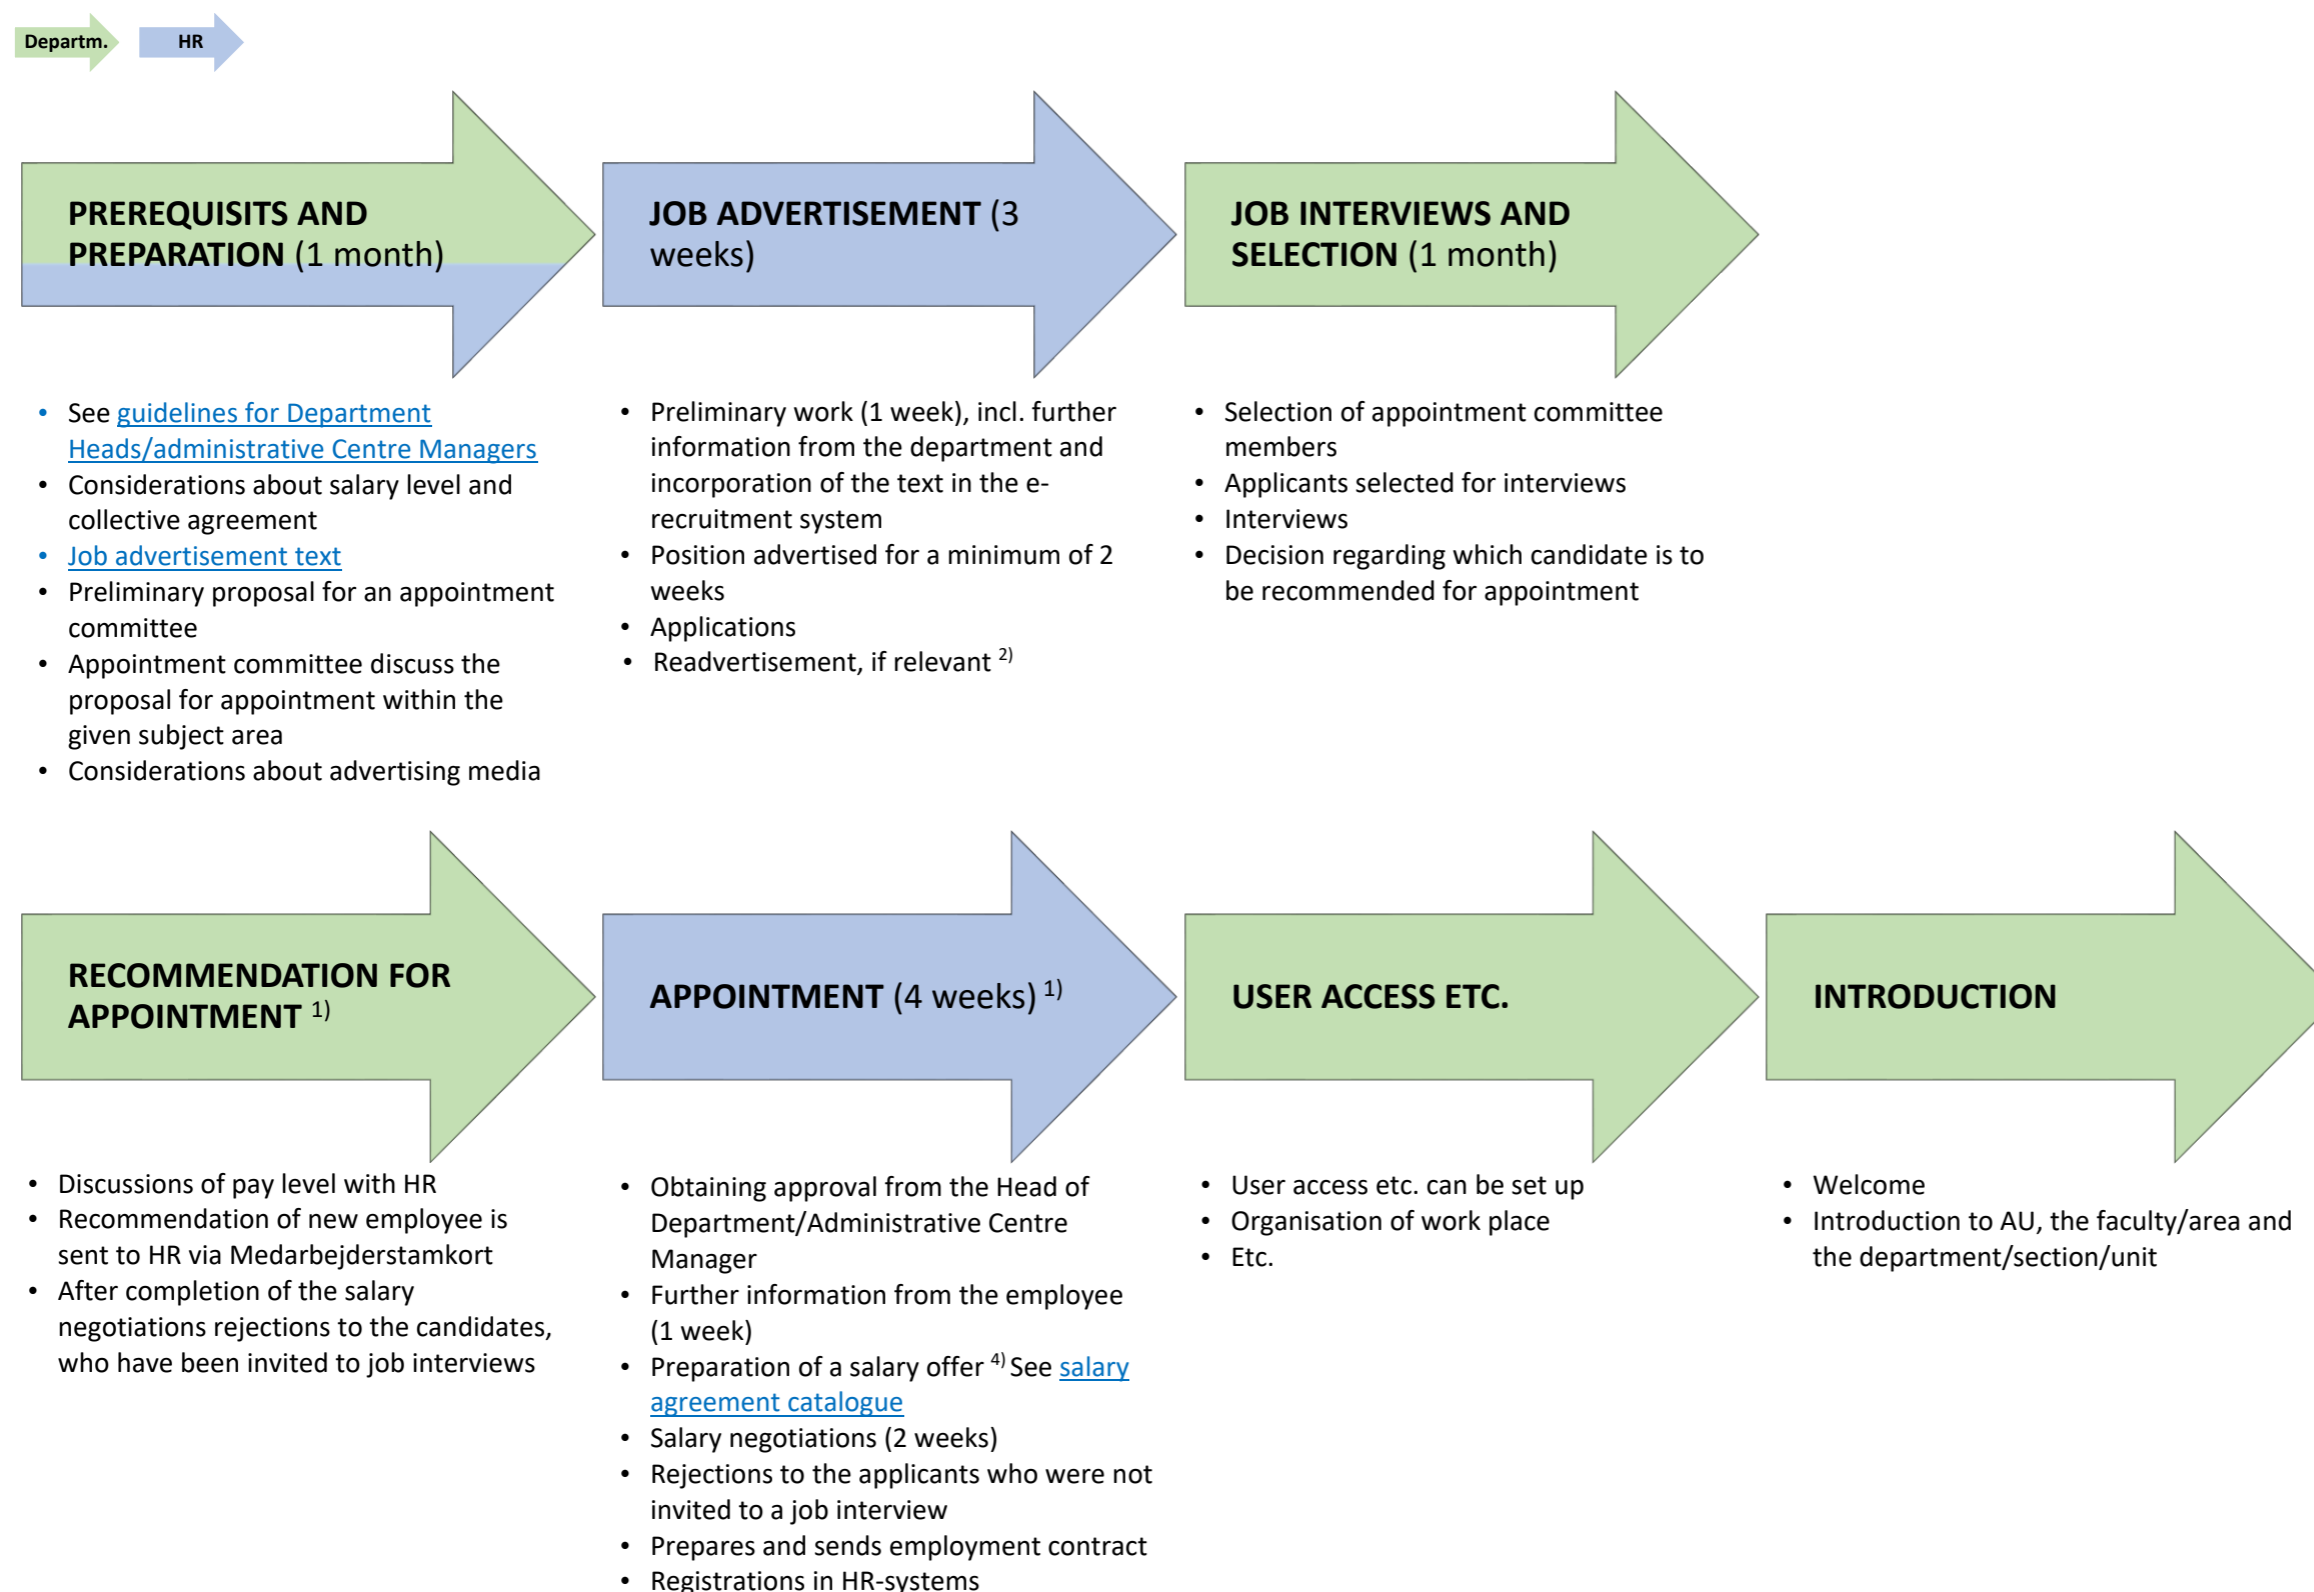 Departm.
HR
PREREQUISITS AND
PREPARATION (1 month)
JOB ADVERTISEMENT (3
weeks)
JOB INTERVIEWS AND
SELECTION (1 month)
• See guidelines for Department
Heads/administrative Centre Managers
• Considerations about salary level and
collective agreement
• Job advertisement text
• Preliminary proposal for an appointment
committee
• Appointment committee discuss the
proposal for appointment within the
given subject area
• Considerations about advertising media
• Preliminary work (1 week), incl. further
information from the department and
incorporation of the text in the e-
recruitment system
• Position advertised for a minimum of 2
weeks
• Applications
• Readvertisement, if relevant 2)
• Selection of appointment committee
members
• Applicants selected for interviews
• Interviews
• Decision regarding which candidate is to
be recommended for appointment
RECOMMENDATION FOR
APPOINTMENT 1)
APPOINTMENT (4 weeks) 1)
USER ACCESS ETC.
INTRODUCTION
• Discussions of pay level with HR
• Recommendation of new employee is
sent to HR via Medarbejderstamkort
• After completion of the salary
negotiations rejections to the candidates,
who have been invited to job interviews
• Obtaining approval from the Head of
Department/Administrative Centre
Manager
• Further information from the employee
(1 week)
• Preparation of a salary offer 4) See salary
agreement catalogue
• Salary negotiations (2 weeks)
• Rejections to the applicants who were not
invited to a job interview
• Prepares and sends employment contract
• Registrations in HR-systems
• User access etc. can be set up
• Organisation of work place
• Etc.
• Welcome
• Introduction to AU, the faculty/area and
the department/section/unit